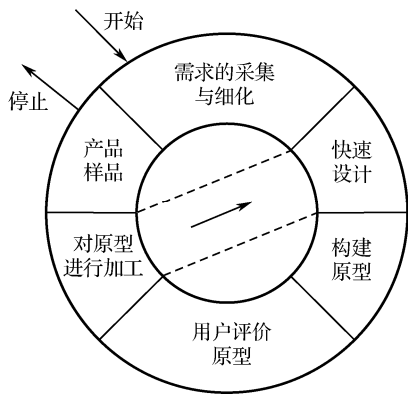 开始
停止
需求的采集
与细化
快速
设计
构建
原型
用户评价
原型
对原型
进行加工
产品
样品